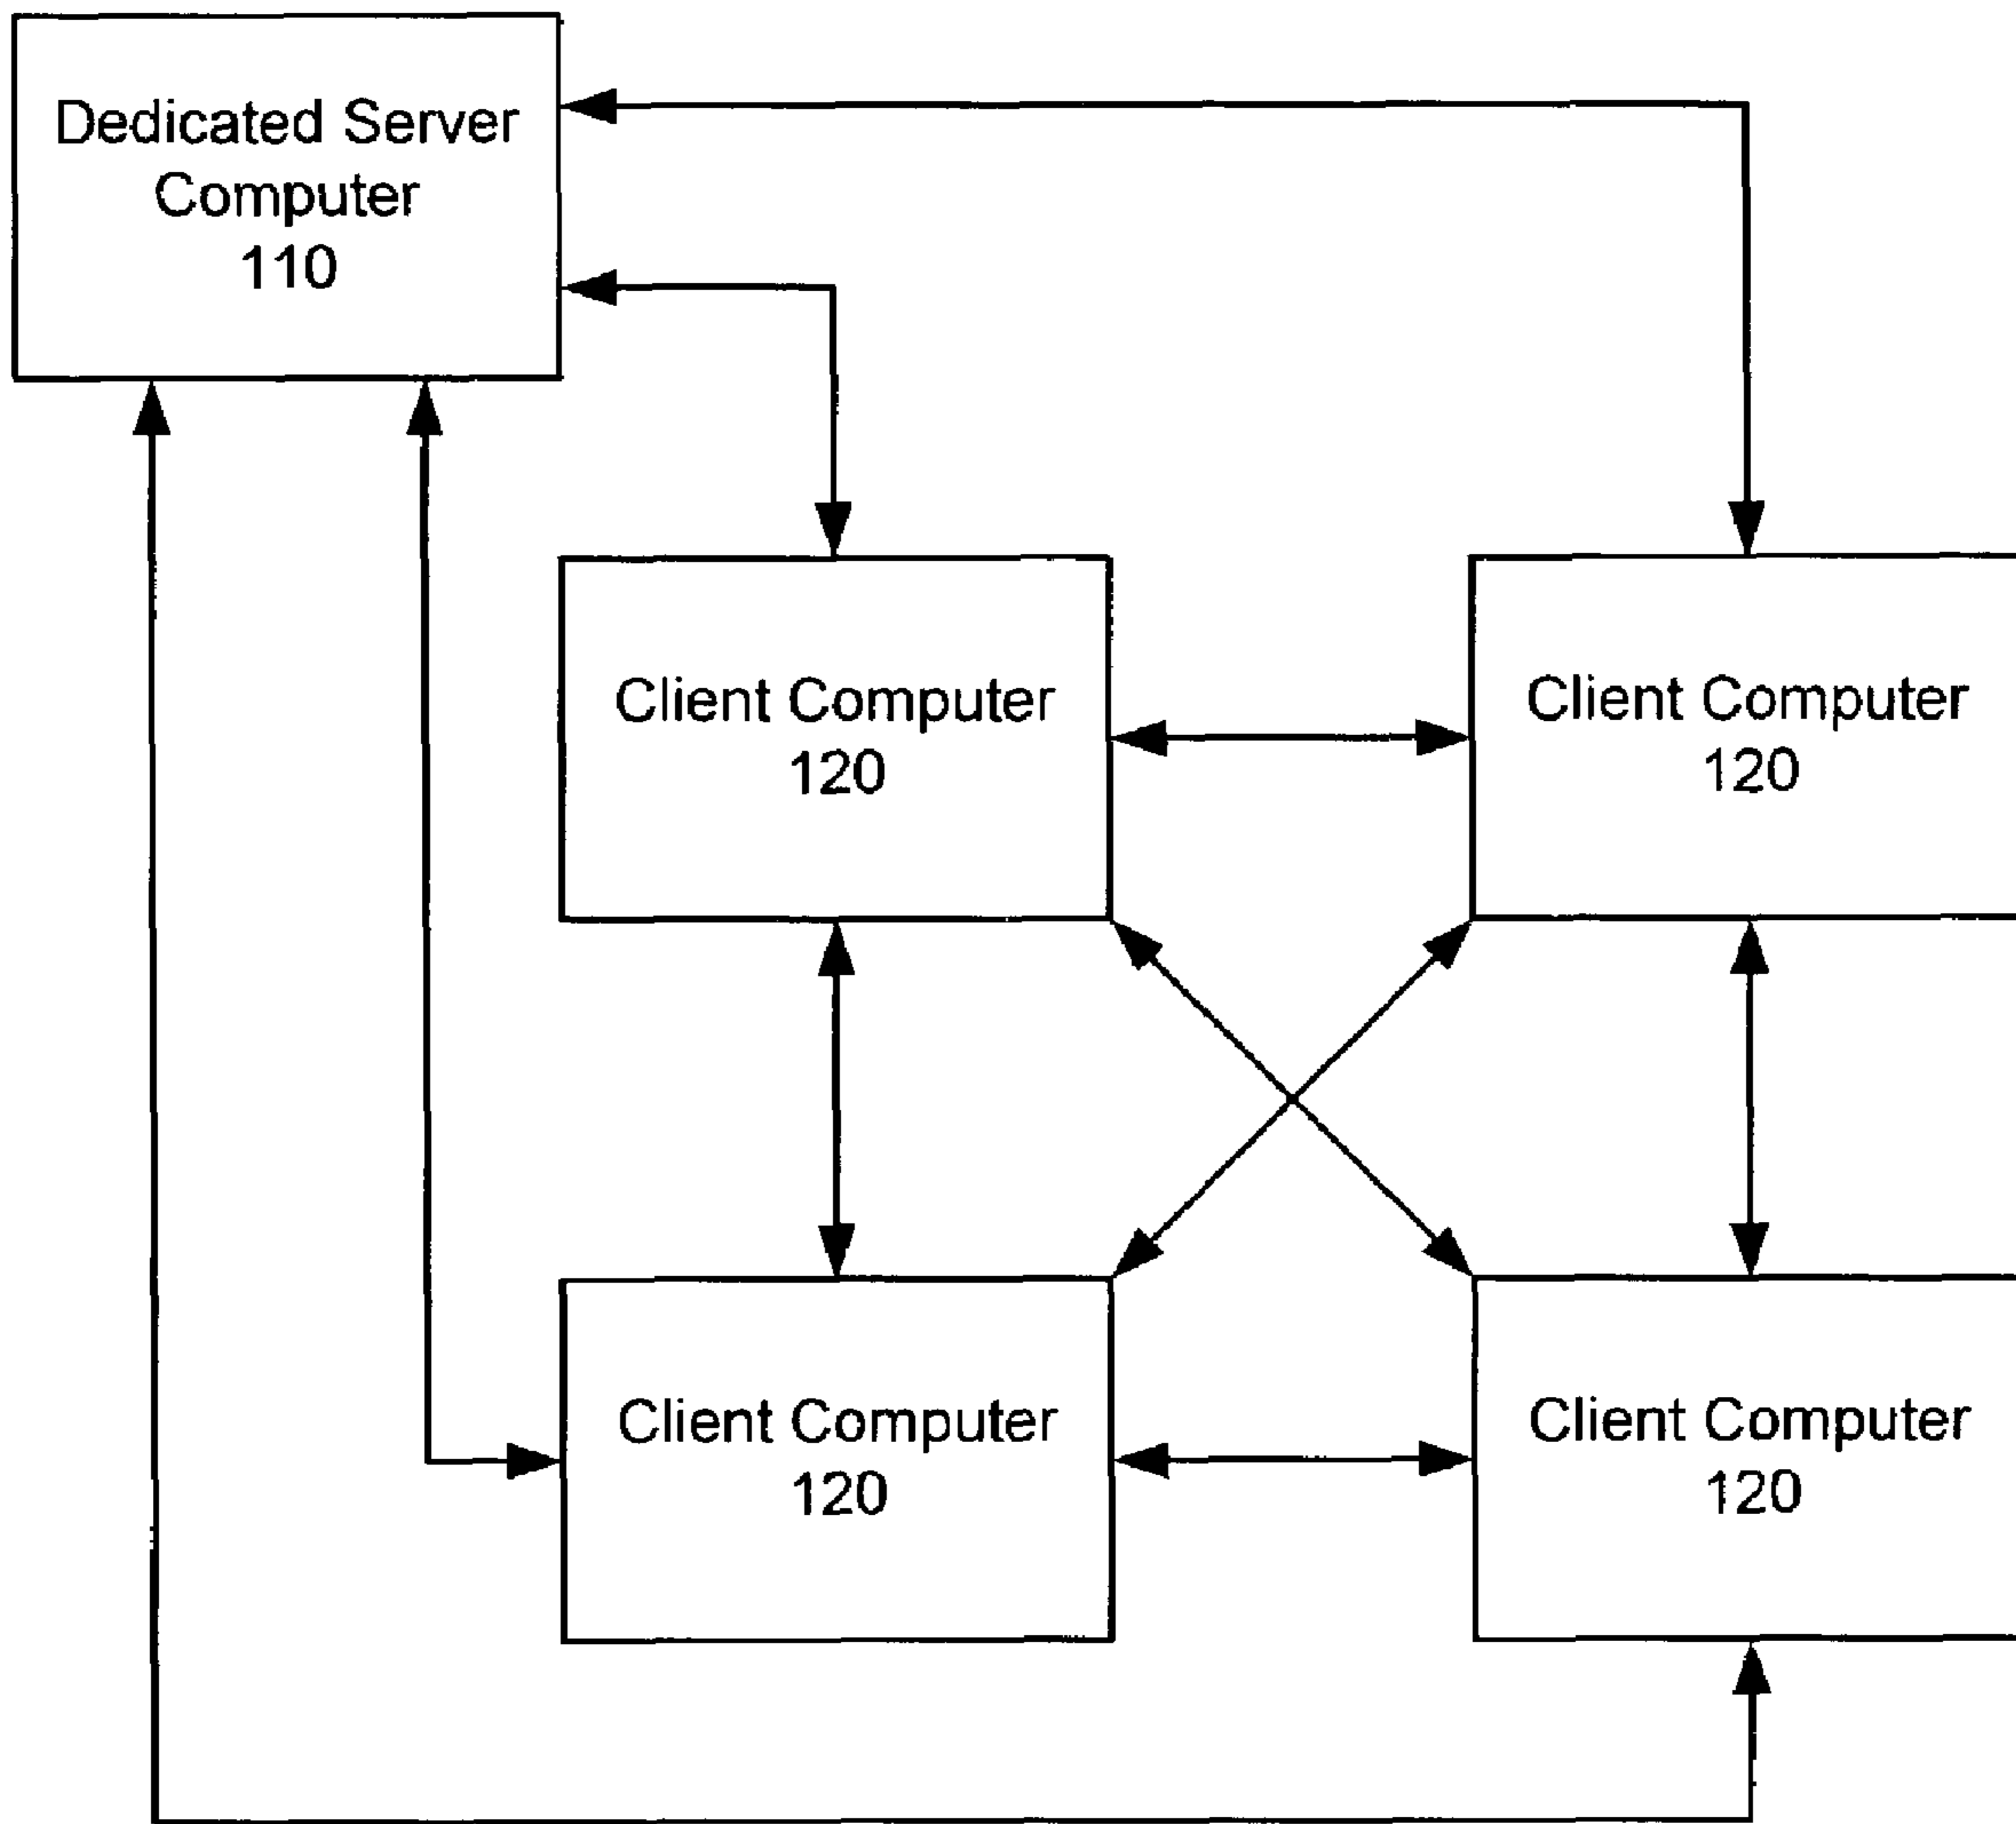 Dedicated Server
Computer
110
Client Computer
120
Client Computer
120
Client Computer
120
Client Computer
120